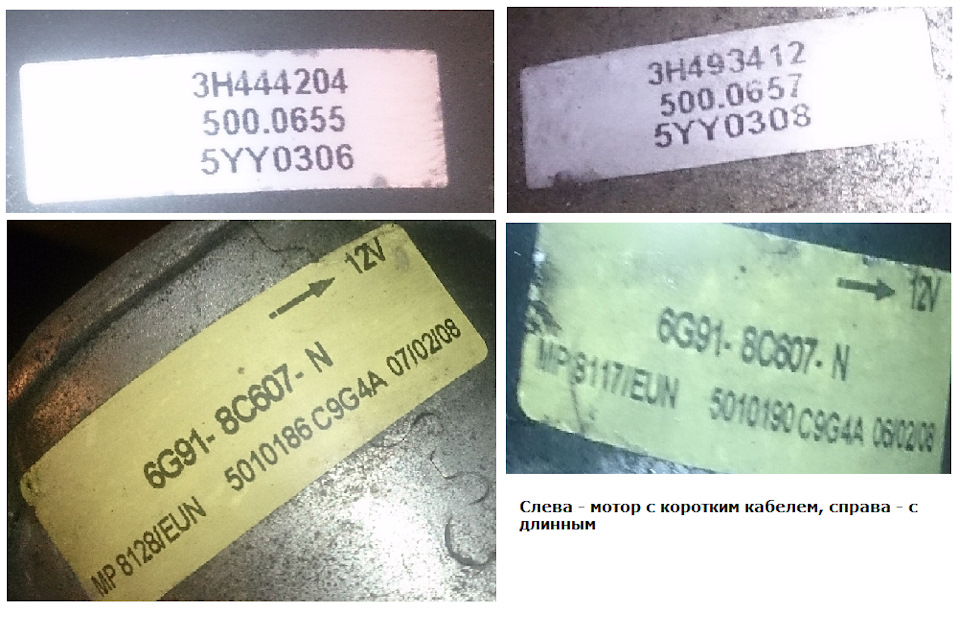 3H444204
500.0655
5YY0306
3H493412
500.0657
5YY0308
12V
6G91- 8C607- N
MP 8128/EUN 5010186 C9G4A 07/02/08
12V
6G91- 8C607- N
MP 8117/EUN 5010190 C9G4A 06/02/08
Слева - мотор с коротким кабелем, справа - с
длинным